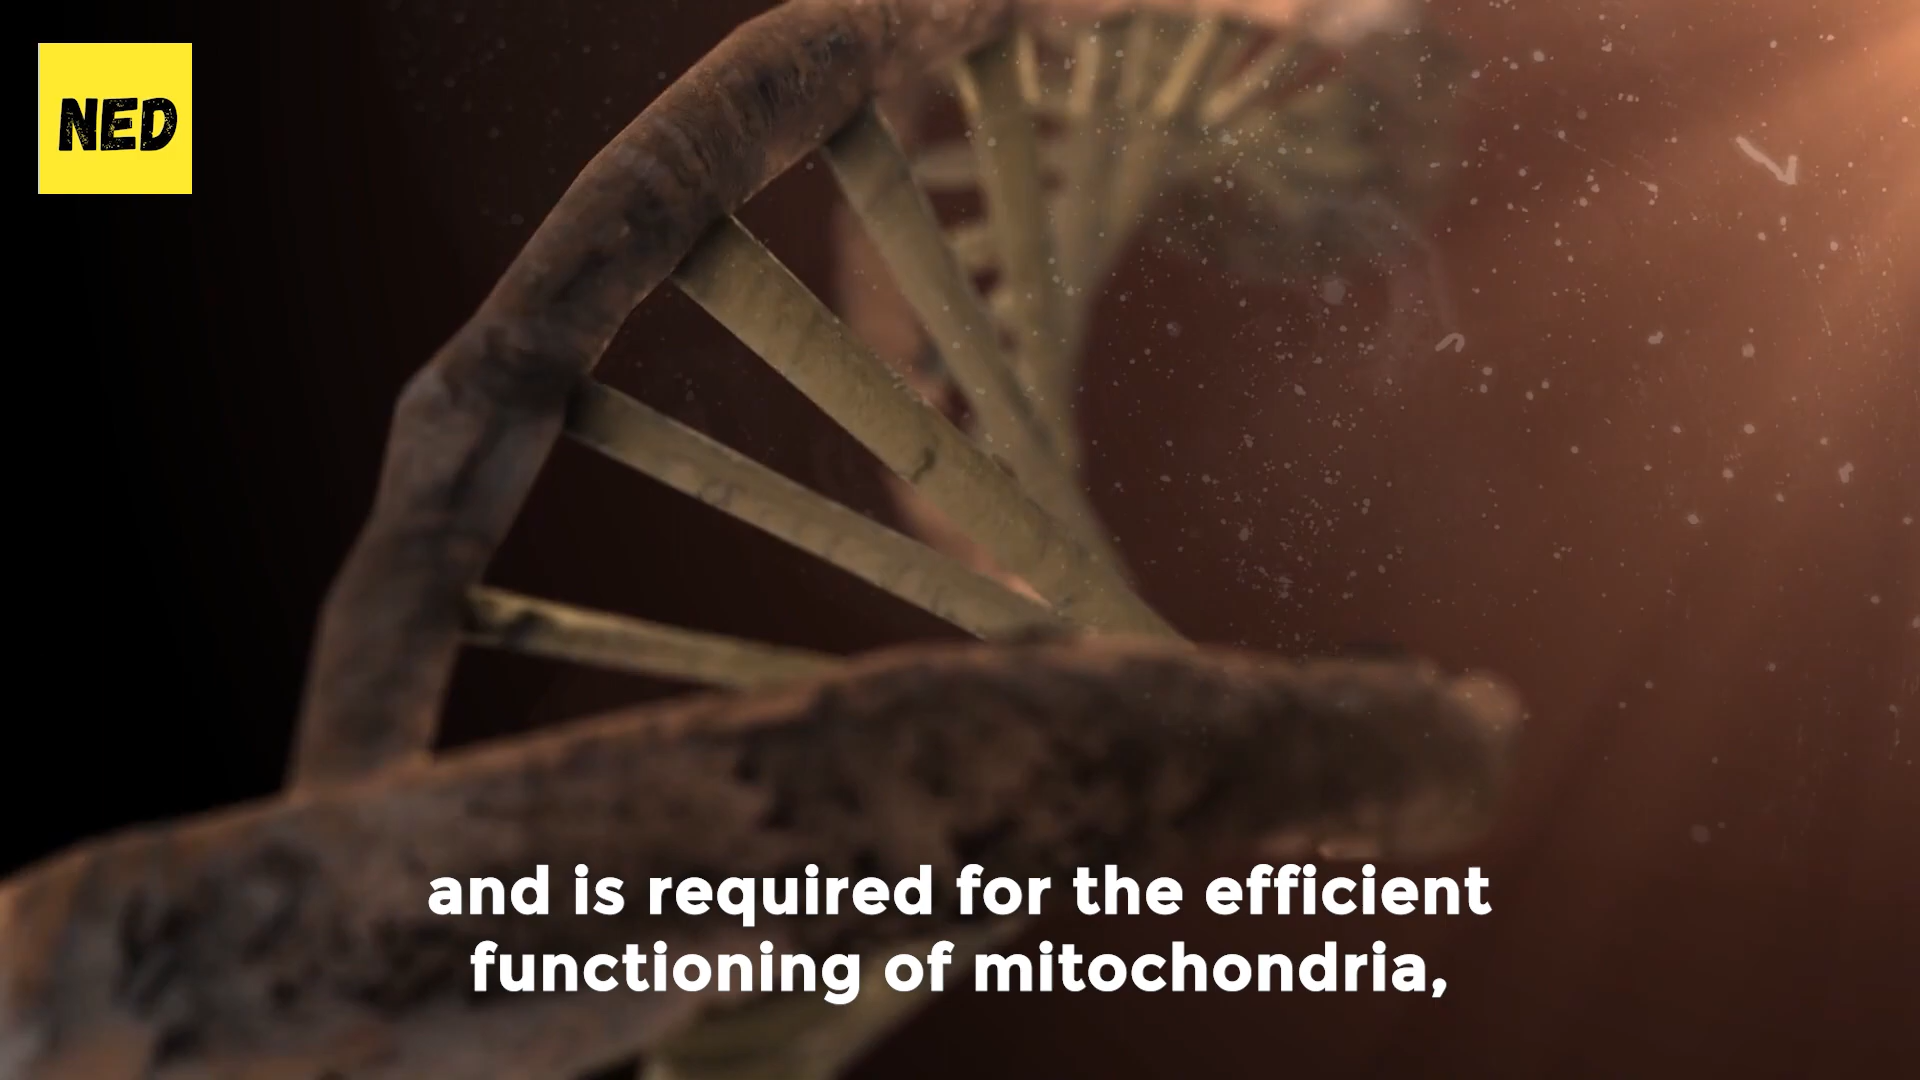 NED
and is required for the efficient
functioning of mitochondria,